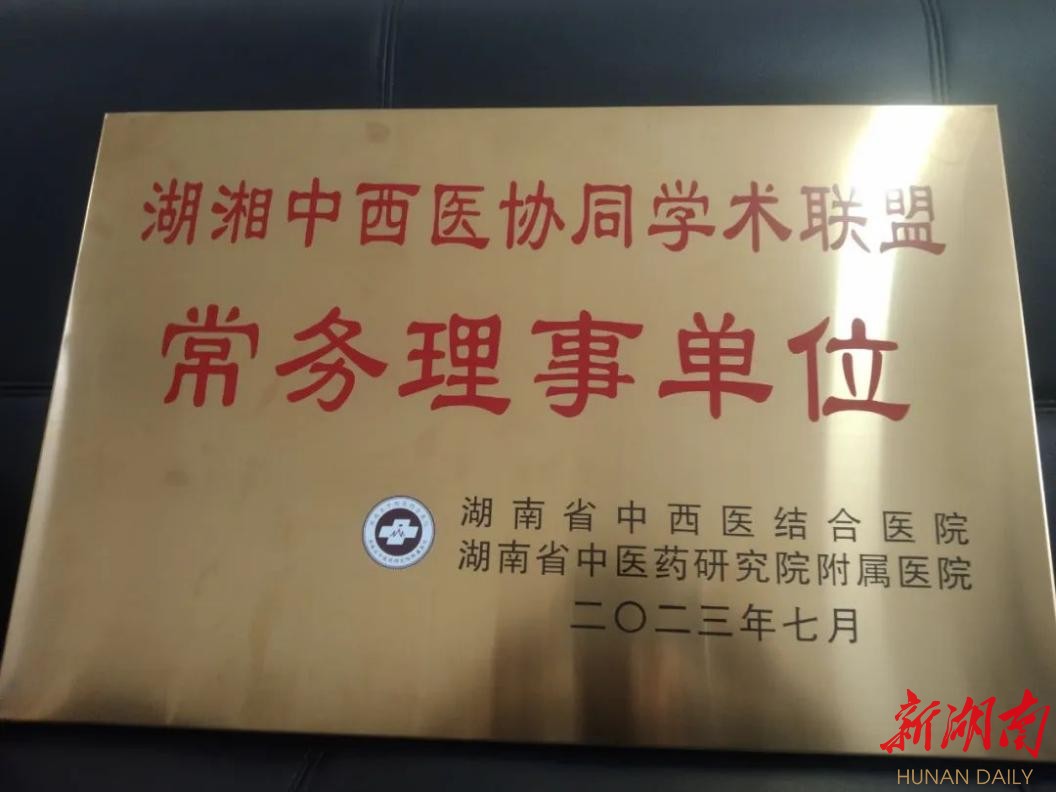 湖湘中西医协同学术联盟
常务理事单位
湖南省中西医结合医院
湖南省中医药研究院附属医院
二〇二三年七月
新湖南
HUNAN DAILY